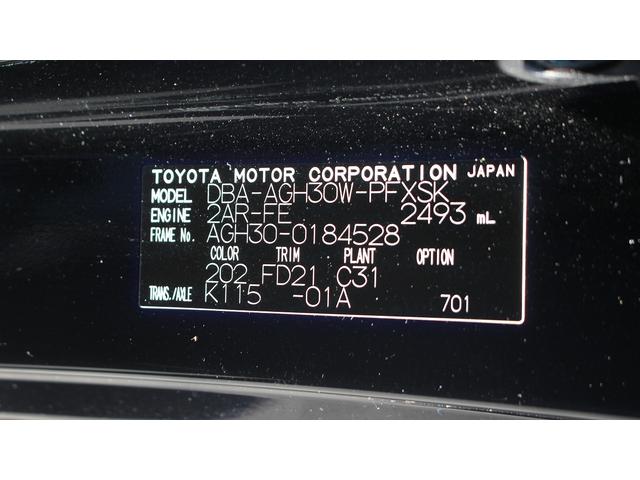 TOYOTA MOTOR CORPORATION JAPAN
MODEL DBA-AGH30W-PFXSK
ENGINE 2AR-FE 2493 mL
FRAME No. AGH30-0184528
COLOR TRIM PLANT OPTION
202 FD21 C31
TRANS./AXLE K115 -01A 701